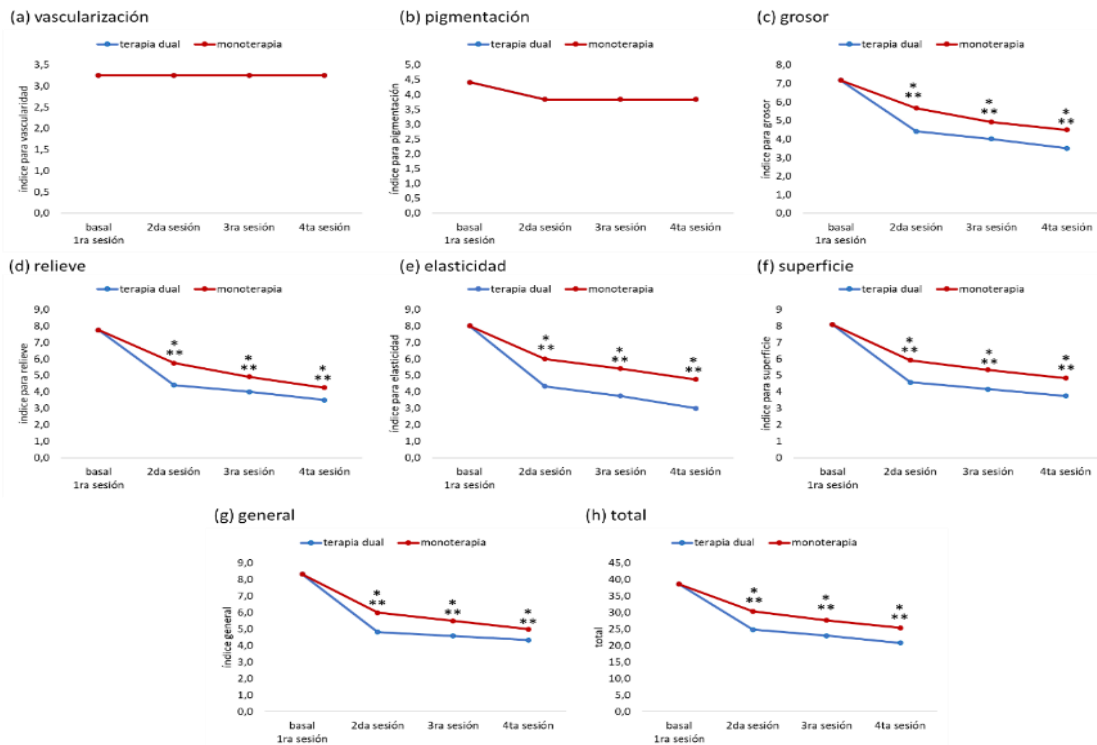 (a) vascularización
terapia dual
monoterapia
índice para vascularidad
3,5
3,0
2,5
2,0
1,5
1,0
0,5
0,0
basal
1ra sesión
2da sesión
3ra sesión
4ta sesión
(b) pigmentación
terapia dual
monoterapia
índice para pigmentación
5,0
4,5
4,0
3,5
3,0
2,5
2,0
1,5
1,0
0,5
0,0
basal
1ra sesión
2da sesión
3ra sesión
4ta sesión
(c) grosor
terapia dual
monoterapia
índice para grosor
8,0
7,0
6,0
5,0
4,0
3,0
2,0
1,0
0,0
*
**
*
**
*
**
basal
1ra sesión
2da sesión
3ra sesión
4ta sesión
(d) relieve
terapia dual
monoterapia
índice para relieve
9,0
8,0
7,0
6,0
5,0
4,0
3,0
2,0
1,0
0,0
*
**
*
**
*
**
basal
1ra sesión
2da sesión
3ra sesión
4ta sesión
(e) elasticidad
terapia dual
monoterapia
índice para elasticidad
9,0
8,0
7,0
6,0
5,0
4,0
3,0
2,0
1,0
0,0
*
**
*
**
*
**
basal
1ra sesión
2da sesión
3ra sesión
4ta sesión
(f) superficie
terapia dual
monoterapia
índice para superficie
9
8
7
6
5
4
3
2
1
0
*
**
*
**
*
**
basal
1ra sesión
2da sesión
3ra sesión
4ta sesión
(g) general
terapia dual
monoterapia
índice general
9,0
8,0
7,0
6,0
5,0
4,0
3,0
2,0
1,0
0,0
*
**
*
**
*
**
basal
1ra sesión
2da sesión
3ra sesión
4ta sesión
(h) total
terapia dual
monoterapia
total
45,0
40,0
35,0
30,0
25,0
20,0
15,0
10,0
5,0
0,0
*
**
*
**
*
**
basal
1ra sesión
2da sesión
3ra sesión
4ta sesión